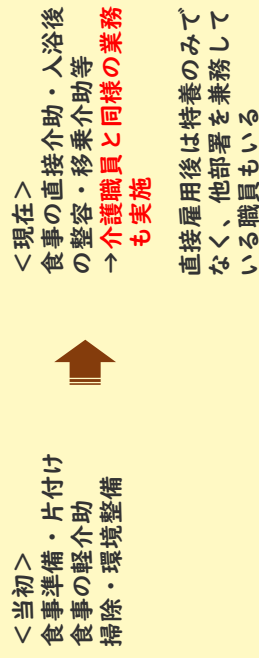 ＜当初＞
食事準備・片付け
食事の軽介助
掃除・環境整備
＜現在＞
食事の直接介助・入浴後
の整容・移乗介助等
→介護職員と同様の業務
も実施
直接雇用後は特養のみで
なく、他部署を兼務して
いる職員もいる